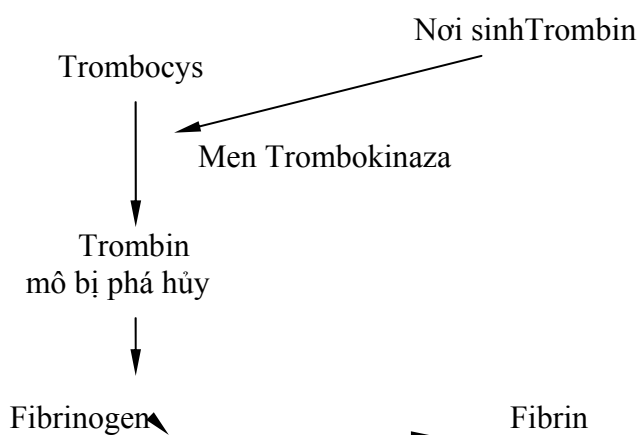 Nơi sinhTrombin
Trombocys
Men Trombokinaza
Trombin
mô bị phá hủy
Fibrinogen
Fibrin